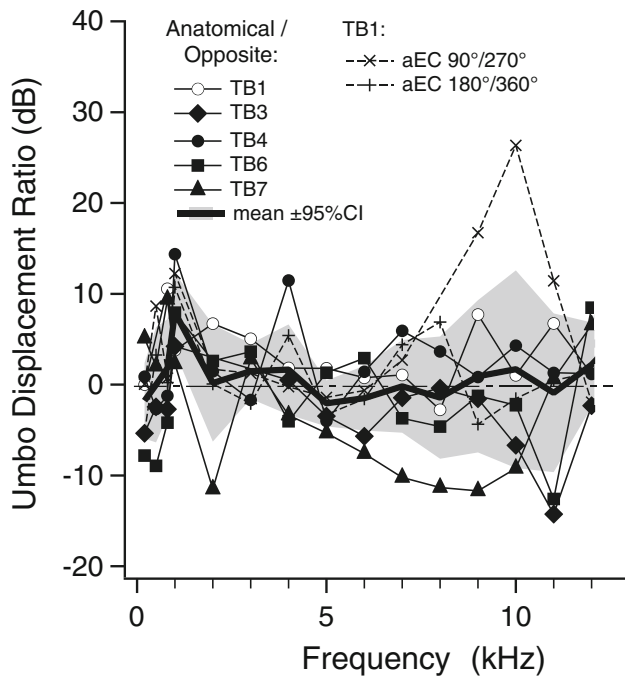 40
30
20
10
0
-10
-20
Umbo Displacement Ratio (dB)
Anatomical /
Opposite:
TB1
TB3
TB4
TB6
TB7
mean ±95%CI
TB1:
aEC 90°/270°
aEC 180°/360°
0 5 10
Frequency (kHz)